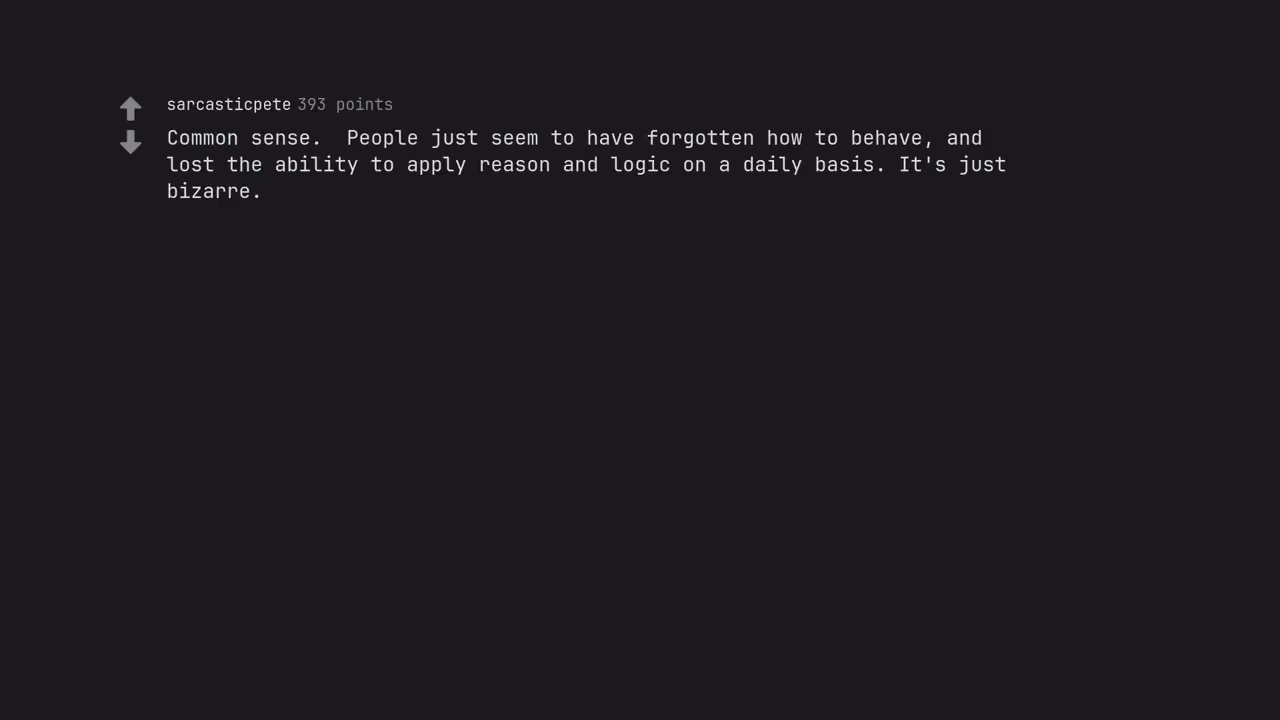 sarcasticpete 393 points
Common sense.  People just seem to have forgotten how to behave, and
lost the ability to apply reason and logic on a daily basis. It's just
bizarre.